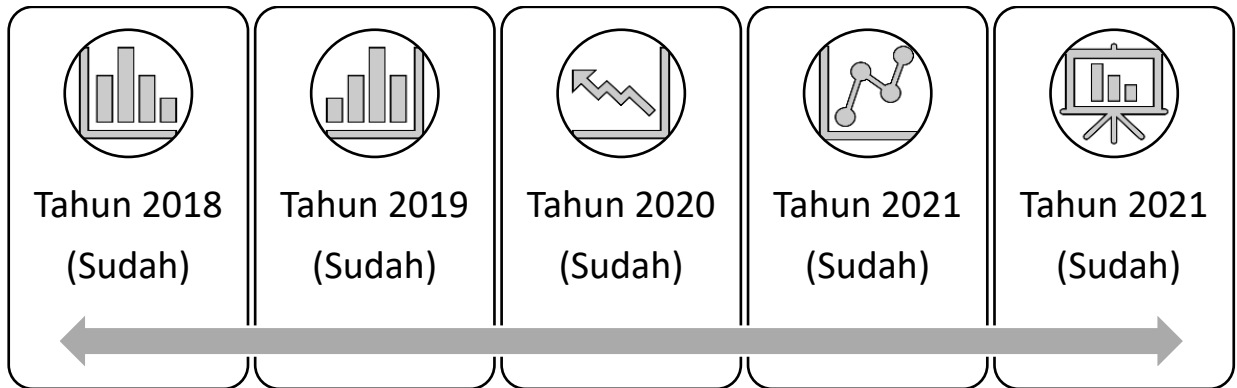 Tahun 2018
(Sudah)
Tahun 2019
(Sudah)
Tahun 2020
(Sudah)
Tahun 2021
(Sudah)
Tahun 2021
(Sudah)